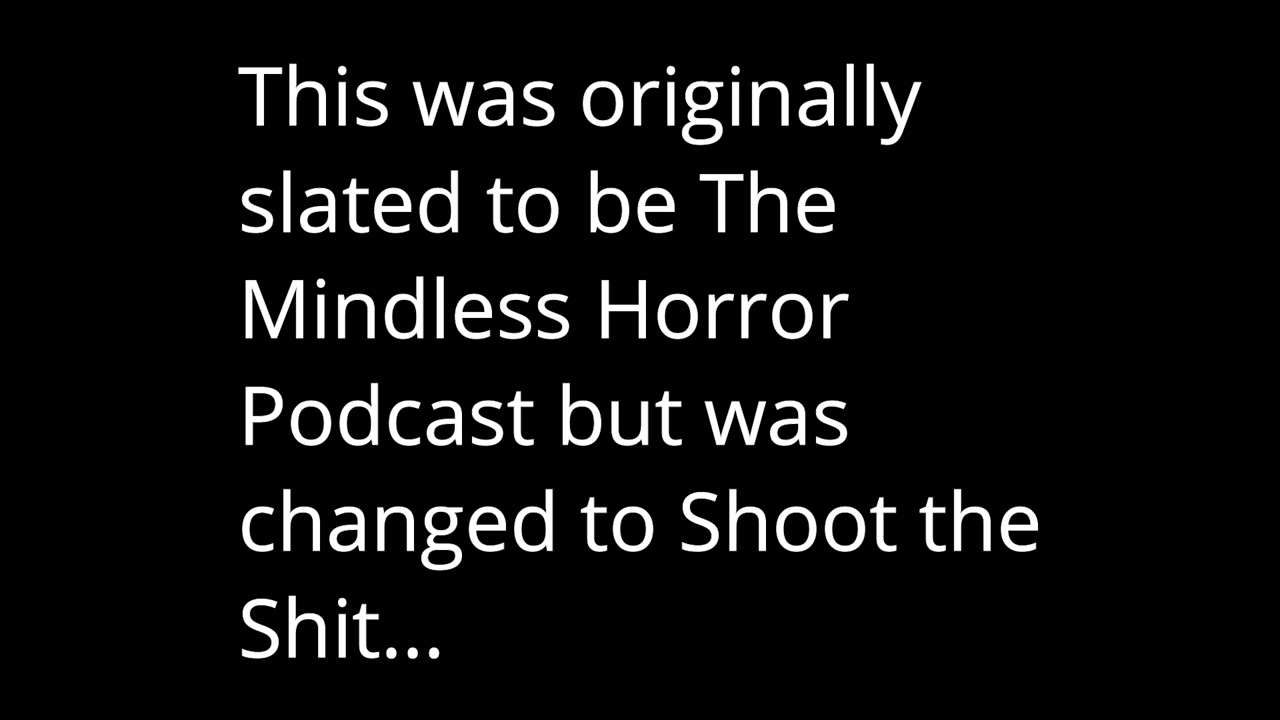 This was originally
slated to be The
Mindless Horror
Podcast but was
changed to Shoot the
Shit...